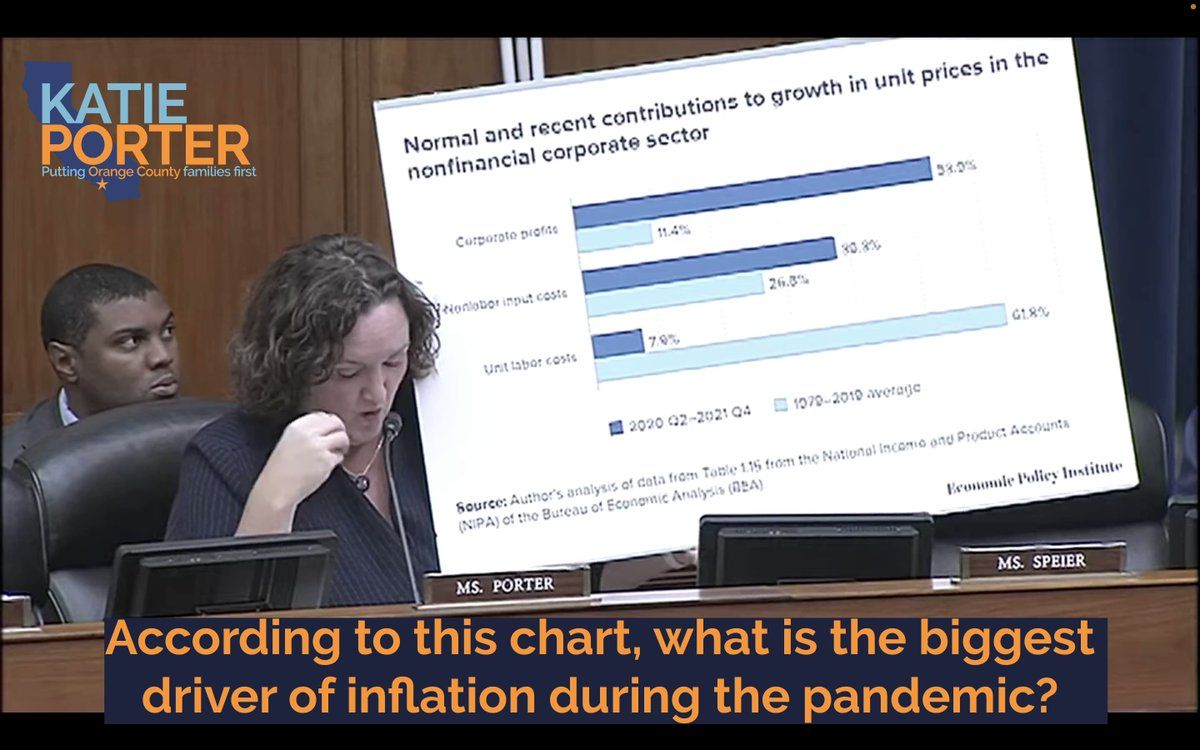 KATIE
PORTER
Putting Orange County families first
Normal and recent contributions to growth in unit prices in the
nonfinancial corporate sector
Corporate profits
11.4%
Nonlabor input costs
26.8%
Unit labor costs
7.9%
61.8%
2020 Q2–2021 Q4
1979–2019 average
Source: Author's analysis of data from Table 1.15 from the National Income and Product Accounts
(NIPA) of the Bureau of Economic Analysis (BEA)
Economic Policy Institute
MS. PORTER
MS. SPEIER
According to this chart, what is the biggest
driver of inflation during the pandemic?